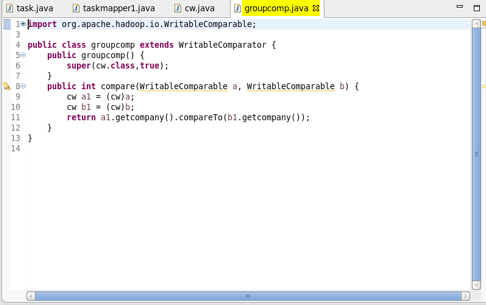 task.java taskmapper1.java cw.java groupcomp.java
1 import org.apache.hadoop.io.WritableComparable;
3
4 public class groupcomp extends WritableComparator {
5 public groupcomp() {
6 super(cw.class,true);
7 }
8 public int compare(WritableComparable a, WritableComparable b) {
9 cw a1 = (cw)a;
10 cw b1 = (cw)b;
11 return a1.getcompany().compareTo(b1.getcompany());
12 }
13 }
14